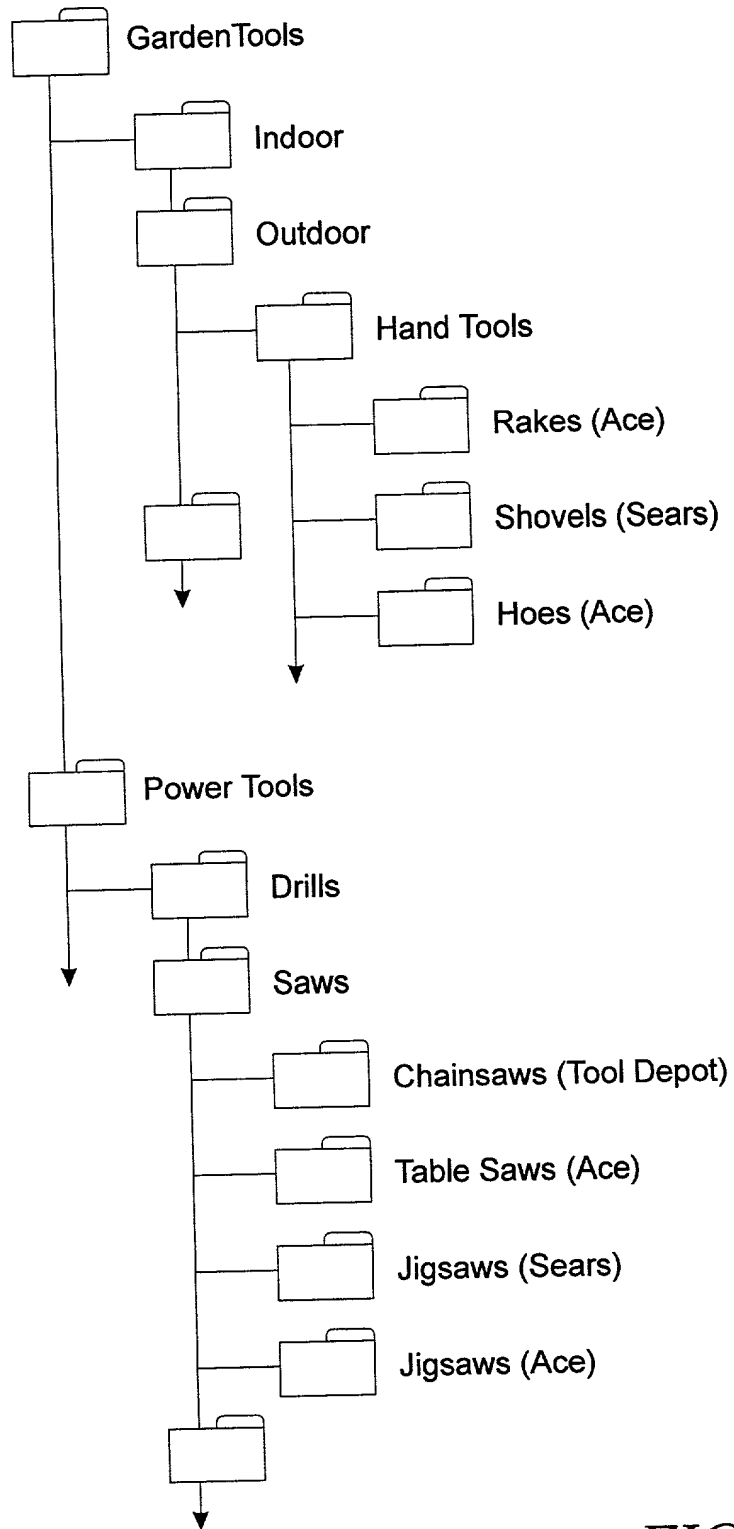 GardenTools
Indoor
Outdoor
Hand Tools
Rakes (Ace)
Shovels (Sears)
Hoes (Ace)
Power Tools
Drills
Saws
Chainsaws (Tool Depot)
Table Saws (Ace)
Jigsaws (Sears)
Jigsaws (Ace)